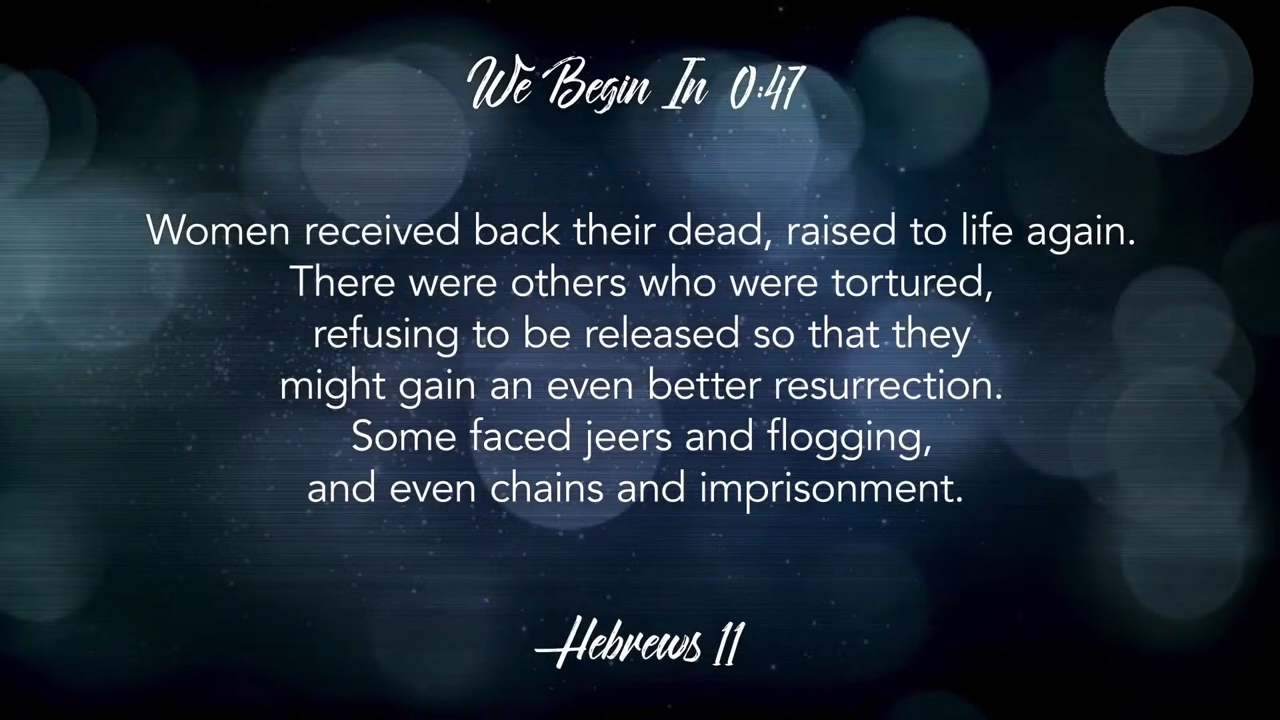 We Begin In 0:47
Women received back their dead, raised to life again.
There were others who were tortured,
refusing to be released so that they
might gain an even better resurrection.
Some faced jeers and flogging,
and even chains and imprisonment.
Hebrews 11